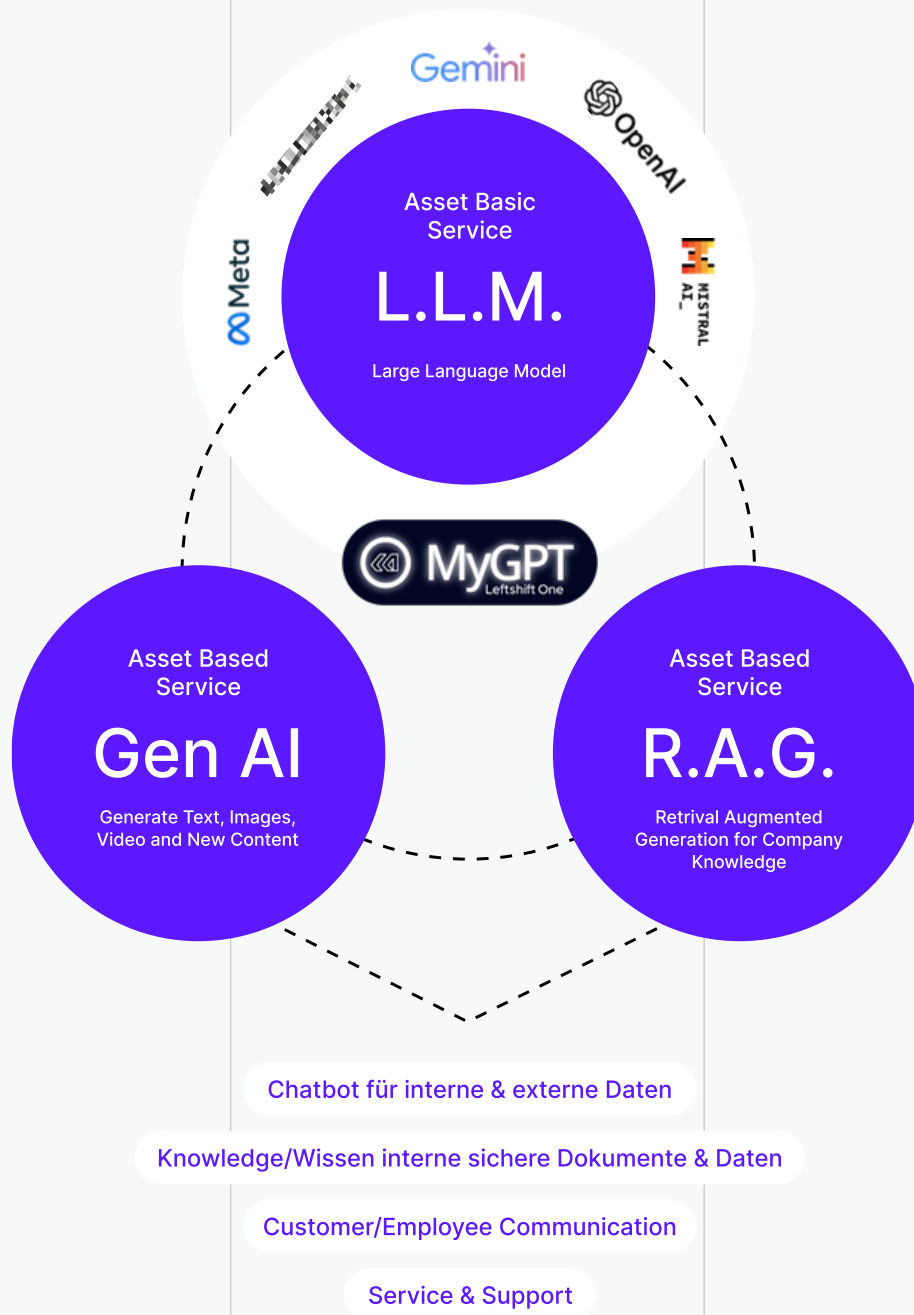 Gemini
OpenAI
Meta
MISTRAL
AI_
Asset Basic
Service
L.L.M.
Large Language Model
MyGPT
Leftshift One
Asset Based
Service
Gen AI
Generate Text, Images,
Video and New Content
Asset Based
Service
R.A.G.
Retrival Augmented
Generation for Company
Knowledge
Chatbot für interne & externe Daten
Knowledge/Wissen interne sichere Dokumente & Daten
Customer/Employee Communication
Service & Support